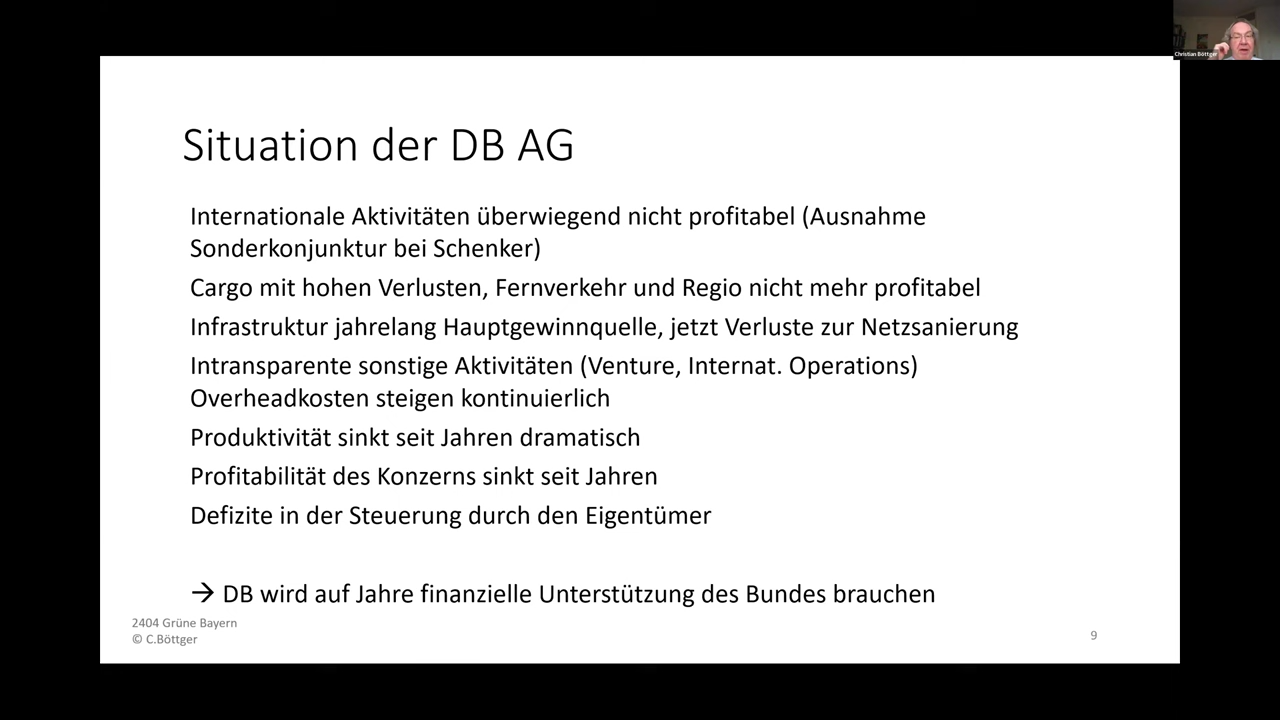 Christian Böttger
Situation der DB AG
Internationale Aktivitäten überwiegend nicht profitabel (Ausnahme
Sonderkonjunktur bei Schenker)
Cargo mit hohen Verlusten, Fernverkehr und Regio nicht mehr profitabel
Infrastruktur jahrelang Hauptgewinnquelle, jetzt Verluste zur Netzsanierung
Intransparente sonstige Aktivitäten (Venture, Internat. Operations)
Overheadkosten steigen kontinuierlich
Produktivität sinkt seit Jahren dramatisch
Profitabilität des Konzerns sinkt seit Jahren
Defizite in der Steuerung durch den Eigentümer
→ DB wird auf Jahre finanzielle Unterstützung des Bundes brauchen
2404 Grüne Bayern
© C.Böttger
9